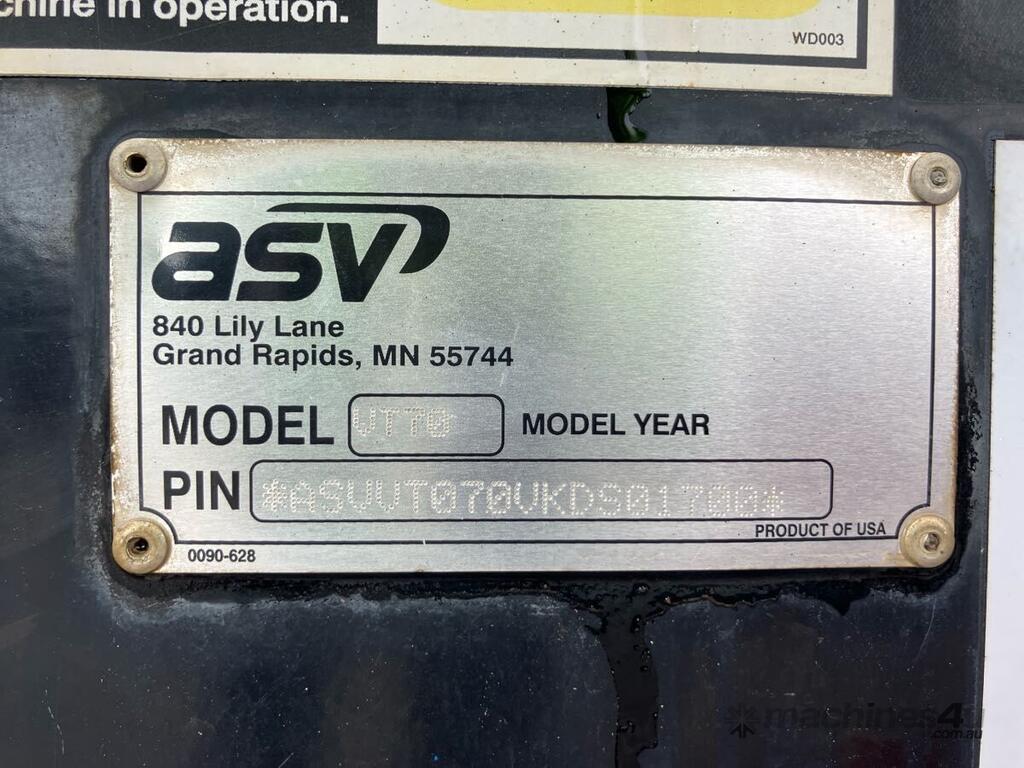 chine in operation.
WD003
asv
840 Lily Lane
Grand Rapids, MN 55744
MODEL VT70 MODEL YEAR
PIN *ASVVT070VKDS01700*
PRODUCT OF USA
0090-628
machines4u
.com.au